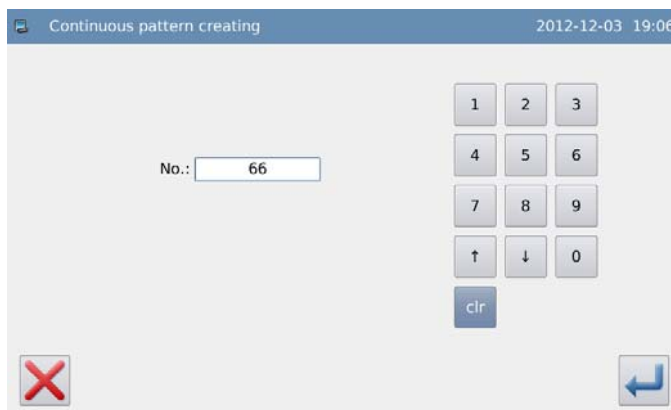 Continuous pattern creating 2012-12-03 19:06
1 2 3
4 5 6
No.: 66
7 8 9
↑ ↓ 0
clr